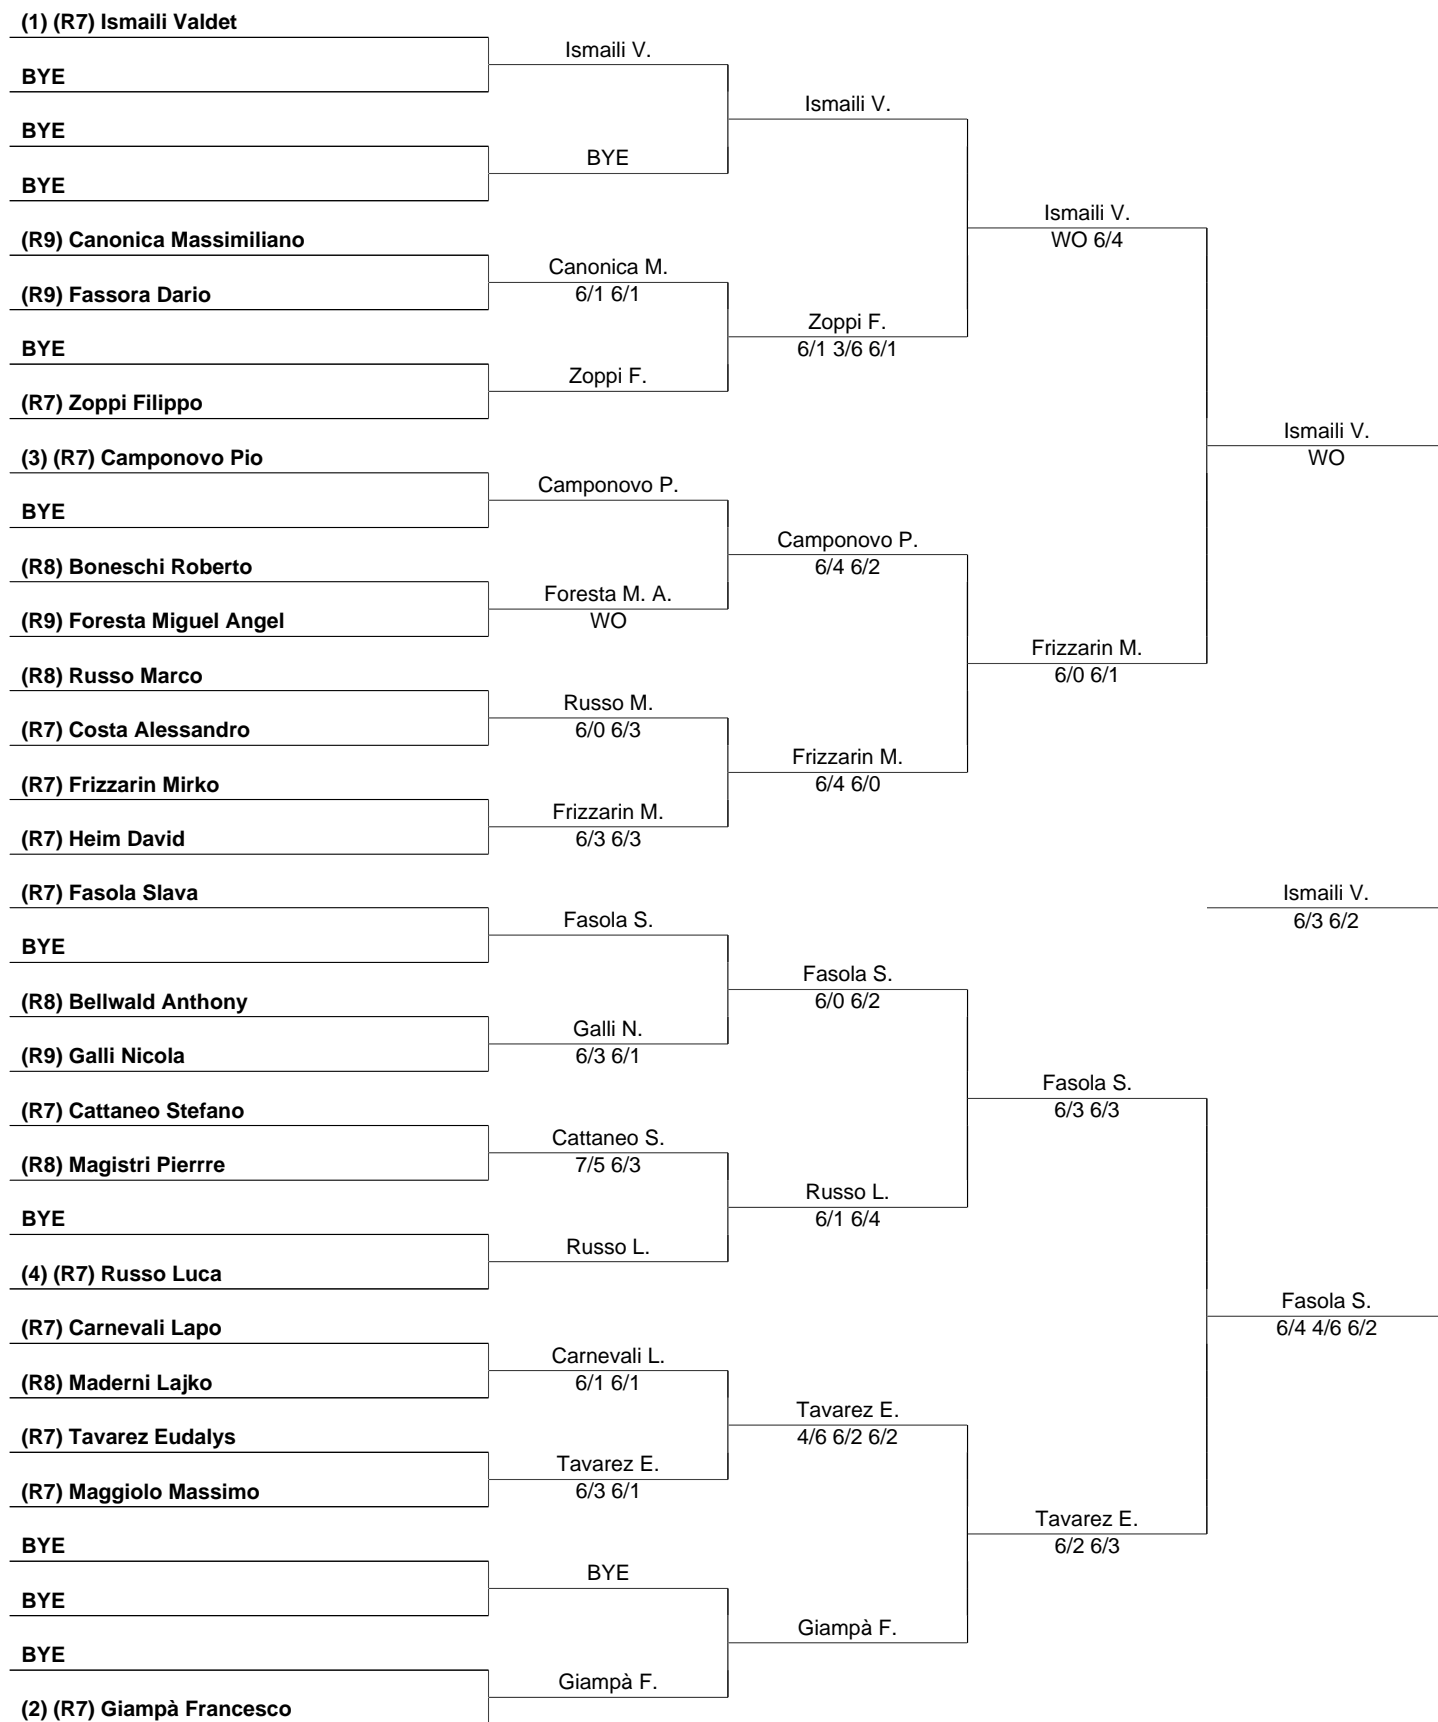 (1) (R7) Ismaili Valdet
Ismaili V.
BYE
Ismaili V.
BYE
BYE
BYE
Ismaili V.
WO 6/4
(R9) Canonica Massimiliano
Canonica M.
6/1 6/1
(R9) Fassora Dario
Zoppi F.
6/1 3/6 6/1
BYE
Zoppi F.
(R7) Zoppi Filippo
Ismaili V.
WO
(3) (R7) Camponovo Pio
Camponovo P.
BYE
Camponovo P.
6/4 6/2
(R8) Boneschi Roberto
Foresta M. A.
WO
(R9) Foresta Miguel Angel
Frizzarin M.
6/0 6/1
(R8) Russo Marco
Russo M.
6/0 6/3
(R7) Costa Alessandro
Frizzarin M.
6/4 6/0
(R7) Frizzarin Mirko
Frizzarin M.
6/3 6/3
(R7) Heim David
(R7) Fasola Slava
Ismaili V.
6/3 6/2
Fasola S.
BYE
Fasola S.
6/0 6/2
(R8) Bellwald Anthony
Galli N.
6/3 6/1
(R9) Galli Nicola
Fasola S.
6/3 6/3
(R7) Cattaneo Stefano
Cattaneo S.
7/5 6/3
(R8) Magistri Pierrre
Russo L.
6/1 6/4
BYE
Russo L.
(4) (R7) Russo Luca
Fasola S.
6/4 4/6 6/2
(R7) Carnevali Lapo
Carnevali L.
6/1 6/1
(R8) Maderni Lajko
Tavarez E.
4/6 6/2 6/2
(R7) Tavarez Eudalys
Tavarez E.
6/3 6/1
(R7) Maggiolo Massimo
Tavarez E.
6/2 6/3
BYE
BYE
BYE
Giampà F.
BYE
Giampà F.
(2) (R7) Giampà Francesco